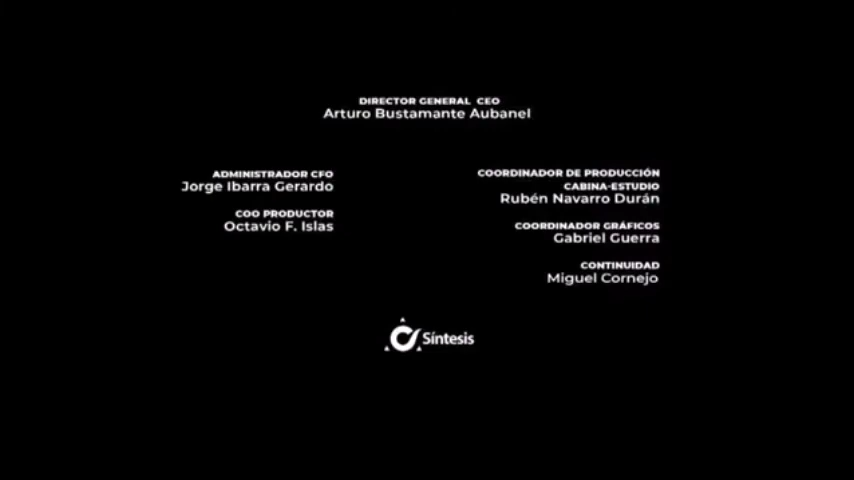 DIRECTOR GENERAL CEO
Arturo Bustamante Aubanel
ADMINISTRADOR CFO
Jorge Ibarra Gerardo
COO PRODUCTOR
Octavio F. Islas
COORDINADOR DE PRODUCCIÓN
CABINA-ESTUDIO
Rubén Navarro Durán
COORDINADOR GRÁFICOS
Gabriel Guerra
CONTINUIDAD
Miguel Cornejo
Síntesis